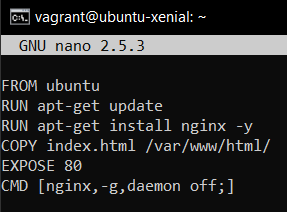 vagrant@ubuntu-xenial: ~
GNU nano 2.5.3
FROM ubuntu
RUN apt-get update
RUN apt-get install nginx -y
COPY index.html /var/www/html/
EXPOSE 80
CMD [nginx,-g,daemon off;]